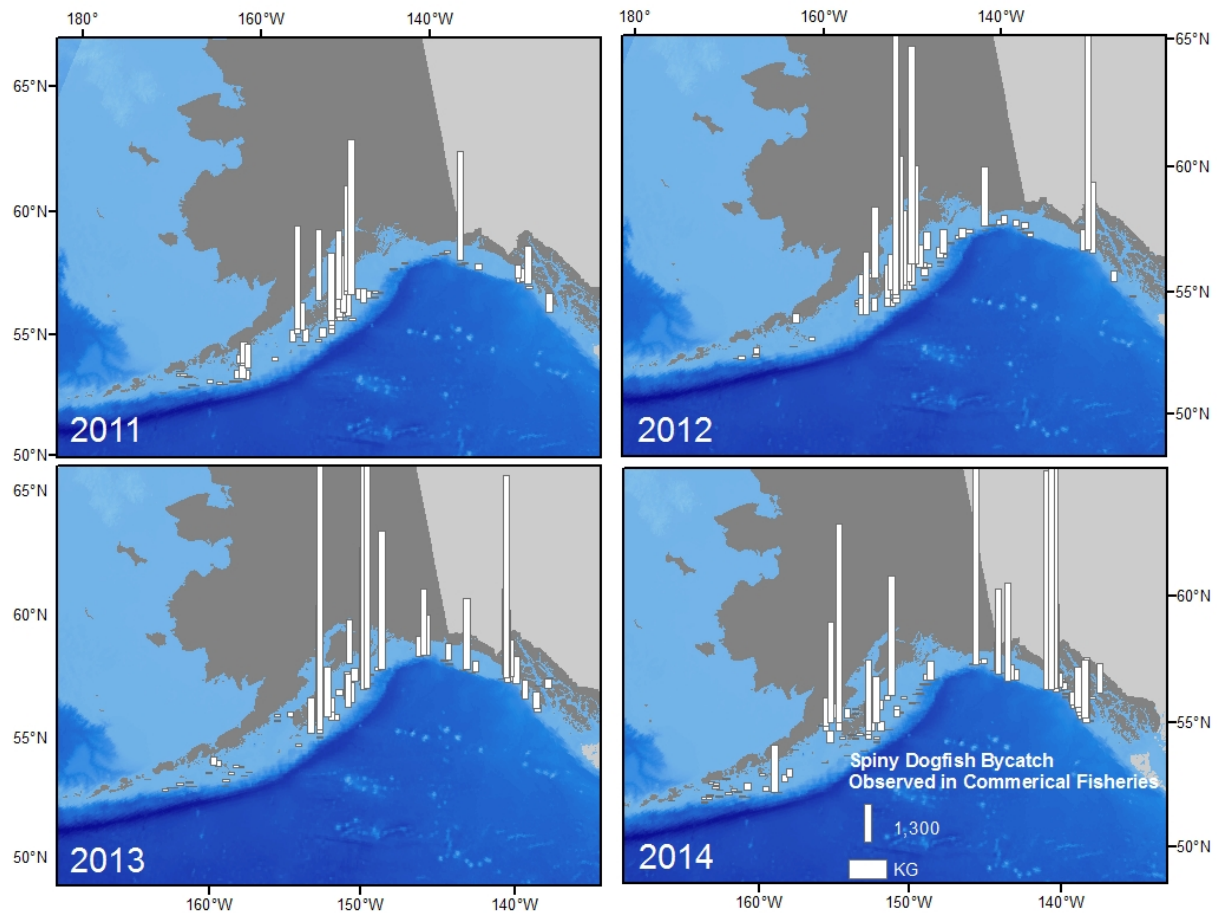 180° 160°W 140°W 180° 160°W 140°W
65°N
60°N
55°N
50°N
65°N
60°N
55°N
50°N
2011
2012
65°N
60°N
55°N
50°N
60°N
55°N
50°N
Spiny Dogfish Bycatch
Observed in Commerical Fisheries
1,300
KG
2013
2014
160°W 150°W 140°W 160°W 150°W 140°W